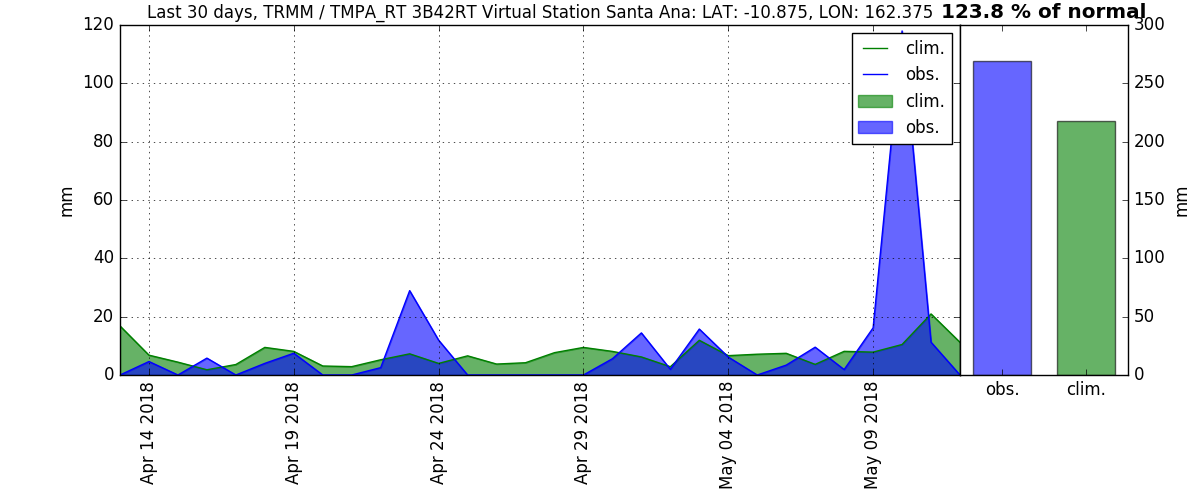 Last 30 days, TRMM / TMPA_RT 3B42RT Virtual Station Santa Ana: LAT: -10.875, LON: 162.375 123.8 % of normal
120
100
80
60
40
20
0
mm
clim.
obs.
clim.
obs.
300
250
200
150
100
50
0
mm
Apr 14 2018
Apr 19 2018
Apr 24 2018
Apr 29 2018
May 04 2018
May 09 2018
obs.
clim.